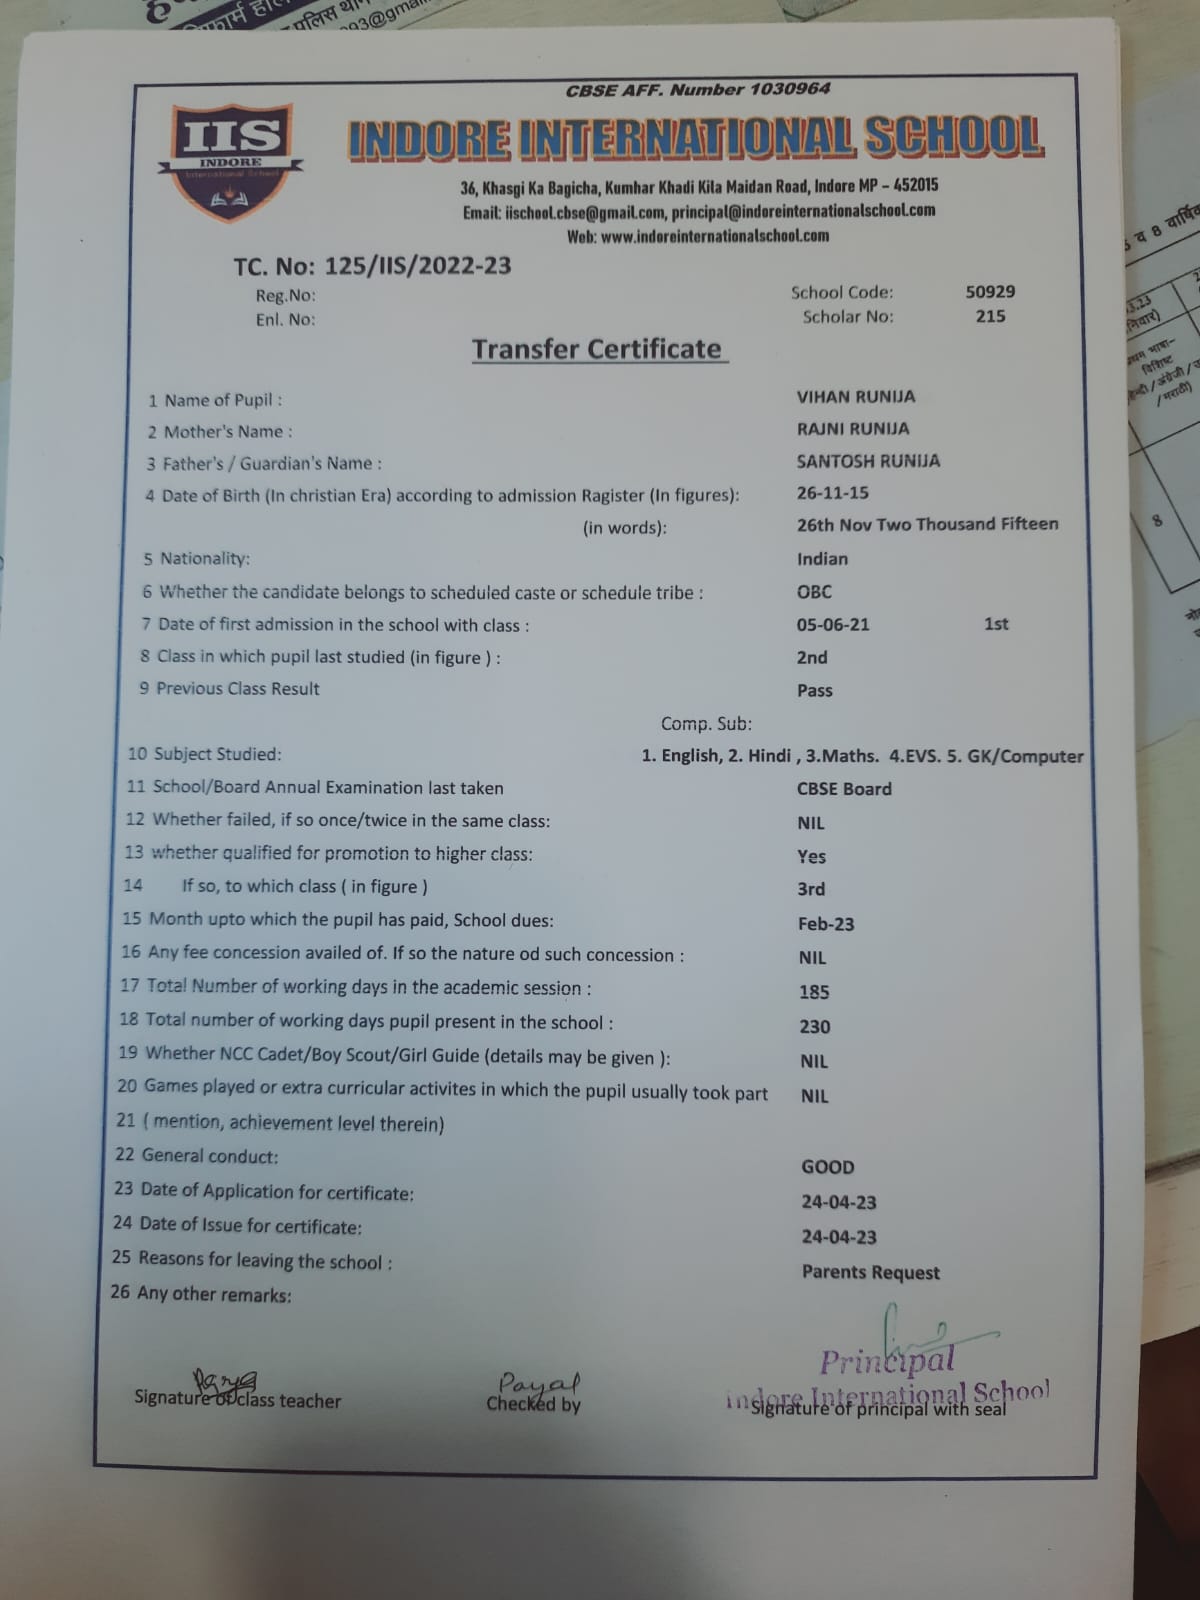 पुलिस
093@gmai
CBSE AFF. Number 1030964
IIS
INDORE
International School
INDORE INTERNATIONAL SCHOOL
36, Khasgi Ka Bagicha, Kumhar Khadi Kila Maidan Road, Indore MP – 452015
Email: iischool.cbse@gmail.com, principal@indoreinternationalschool.com
Web: www.indoreinternationalschool.com
TC. No: 125/IIS/2022-23
Reg.No:
School Code: 50929
Enl. No:
Scholar No: 215
Transfer Certificate
1 Name of Pupil : VIHAN RUNIJA
2 Mother's Name : RAJNI RUNIJA
3 Father's / Guardian's Name : SANTOSH RUNIJA
4 Date of Birth (In christian Era) according to admission Ragister (In figures): 26-11-15
(in words): 26th Nov Two Thousand Fifteen
5 Nationality: Indian
6 Whether the candidate belongs to scheduled caste or schedule tribe : OBC
7 Date of first admission in the school with class : 05-06-21 1st
8 Class in which pupil last studied (in figure ) : 2nd
9 Previous Class Result Pass
Comp. Sub:
10 Subject Studied: 1. English, 2. Hindi , 3.Maths. 4.EVS. 5. GK/Computer
11 School/Board Annual Examination last taken CBSE Board
12 Whether failed, if so once/twice in the same class: NIL
13 whether qualified for promotion to higher class: Yes
14 If so, to which class ( in figure ) 3rd
15 Month upto which the pupil has paid, School dues: Feb-23
16 Any fee concession availed of. If so the nature od such concession : NIL
17 Total Number of working days in the academic session : 185
18 Total number of working days pupil present in the school : 230
19 Whether NCC Cadet/Boy Scout/Girl Guide (details may be given ): NIL
20 Games played or extra curricular activites in which the pupil usually took part NIL
21 ( mention, achievement level therein)
22 General conduct: GOOD
23 Date of Application for certificate: 24-04-23
24 Date of Issue for certificate: 24-04-23
25 Reasons for leaving the school : Parents Request
26 Any other remarks:
Principal
Indore International School
Payal
Signature of class teacher
Checked by
Signature of principal with seal
व 8 वार्षिक
विशिष्ट
/ मराठी)
8